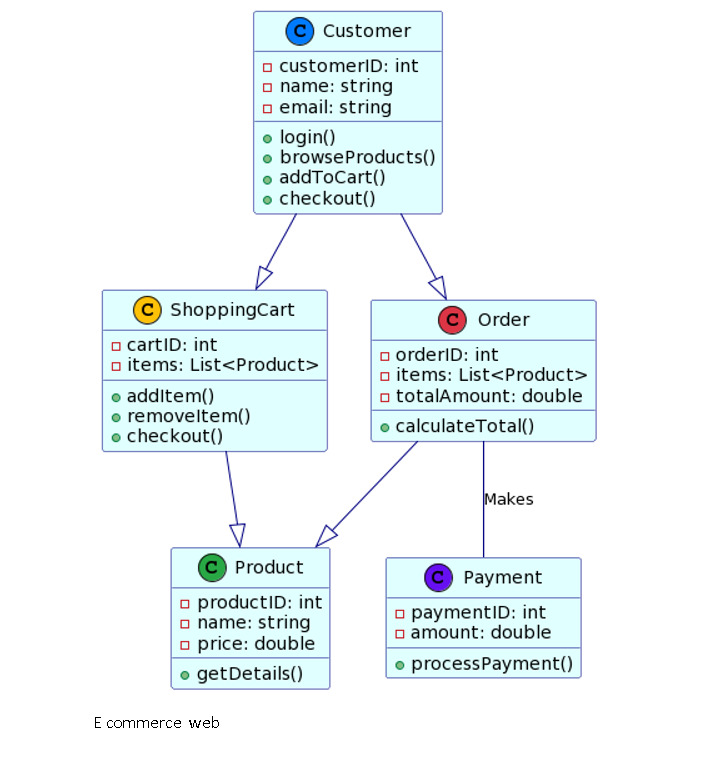 C Customer
customerID: int
name: string
email: string
login()
browseProducts()
addToCart()
checkout()
C ShoppingCart
cartID: int
items: List<Product>
addItem()
removeItem()
checkout()
C Order
orderID: int
items: List<Product>
totalAmount: double
calculateTotal()
Makes
C Product
productID: int
name: string
price: double
getDetails()
C Payment
paymentID: int
amount: double
processPayment()
E commerce web